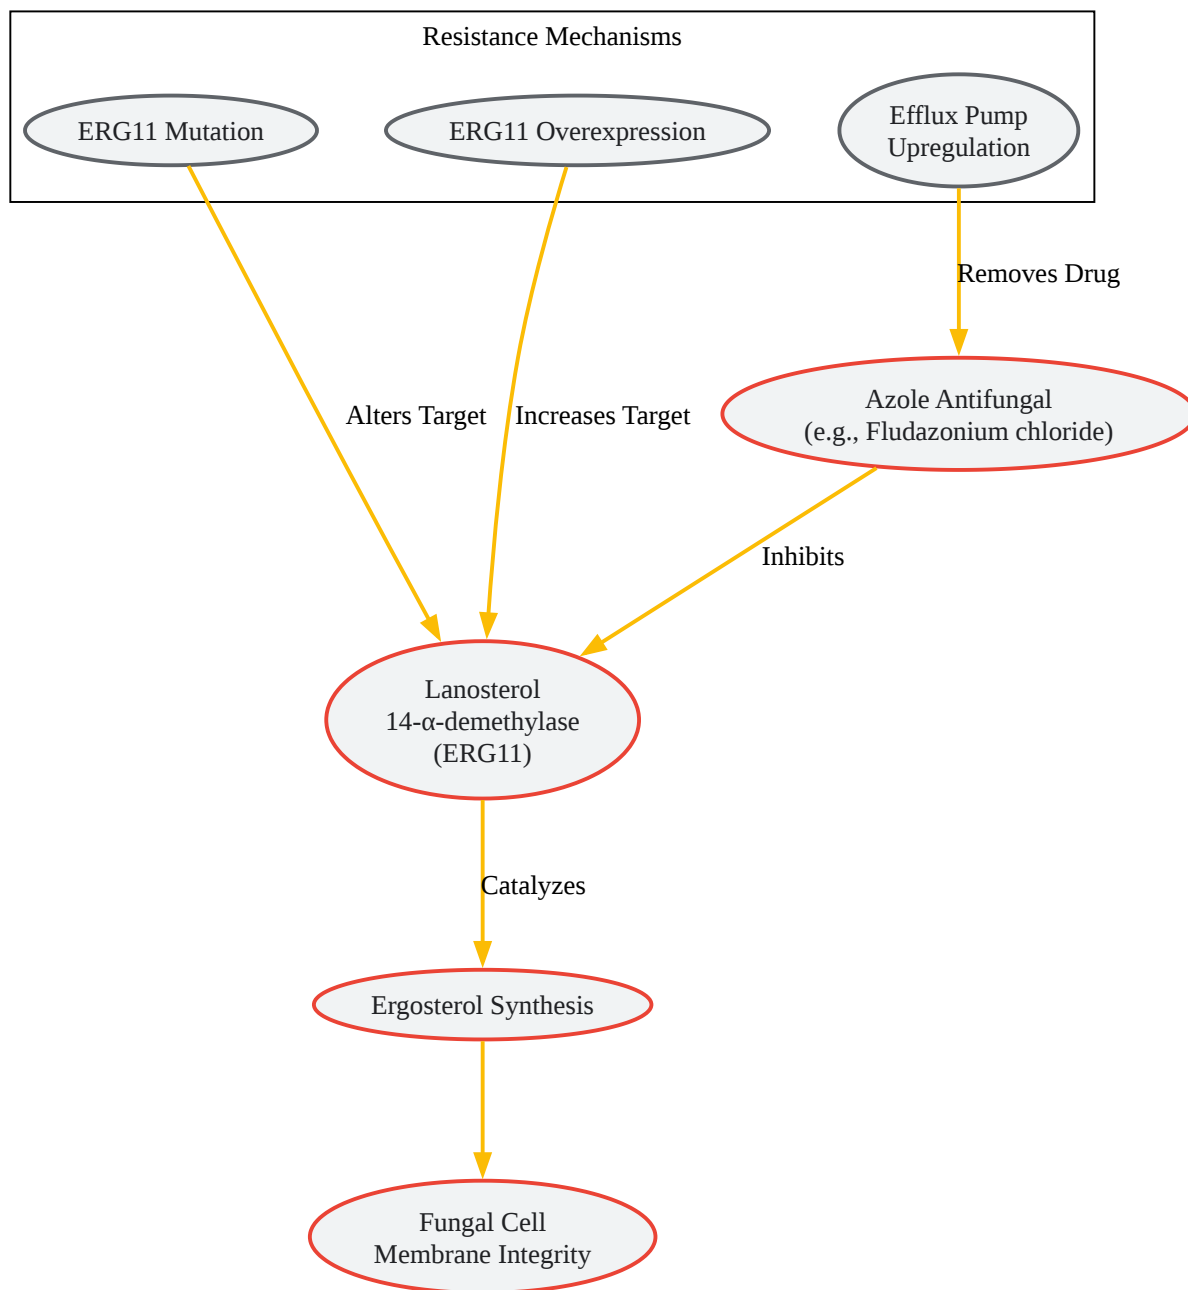 Resistance Mechanisms
ERG11 Mutation
ERG11 Overexpression
Efflux Pump
Upregulation
Removes Drug
Alters Target
Increases Target
Azole Antifungal
(e.g., Fludazonium chloride)
Inhibits
Lanosterol
14-α-demethylase
(ERG11)
Catalyzes
Ergosterol Synthesis
Fungal Cell
Membrane Integrity